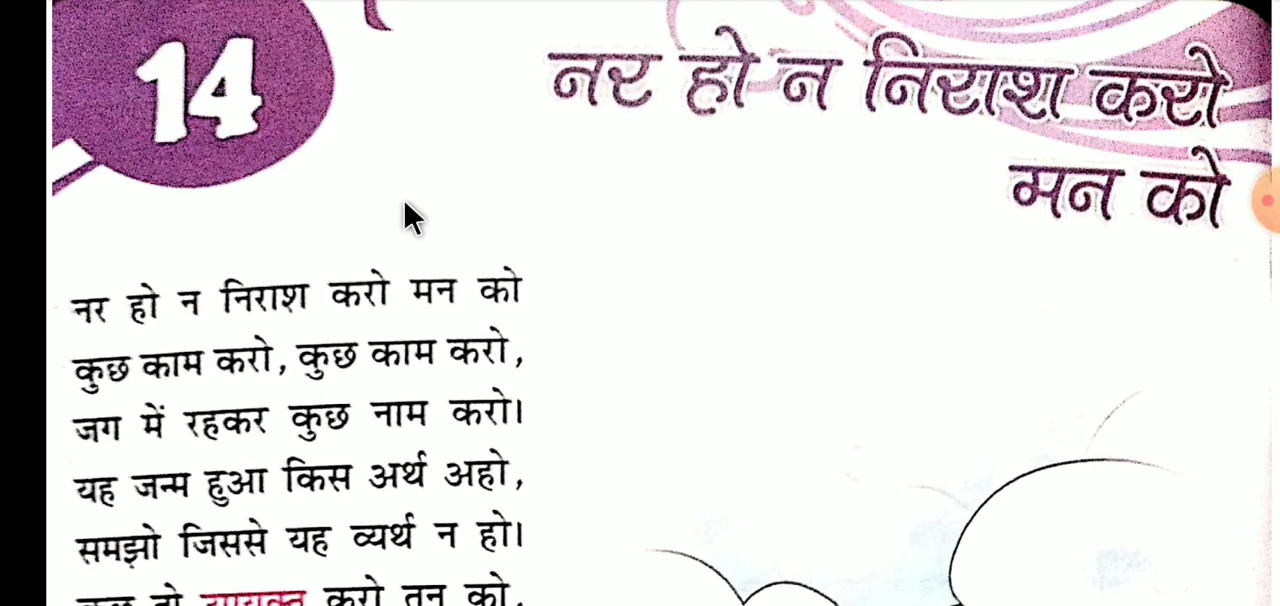 14
नर हो न निराश करो
मन को
नर हो न निराश करो मन को
कुछ काम करो, कुछ काम करो,
जग में रहकर कुछ नाम करो।
यह जन्म हुआ किस अर्थ अहो,
समझो जिससे यह व्यर्थ न हो।
कुछ तो उपयुक्त करो तन को,